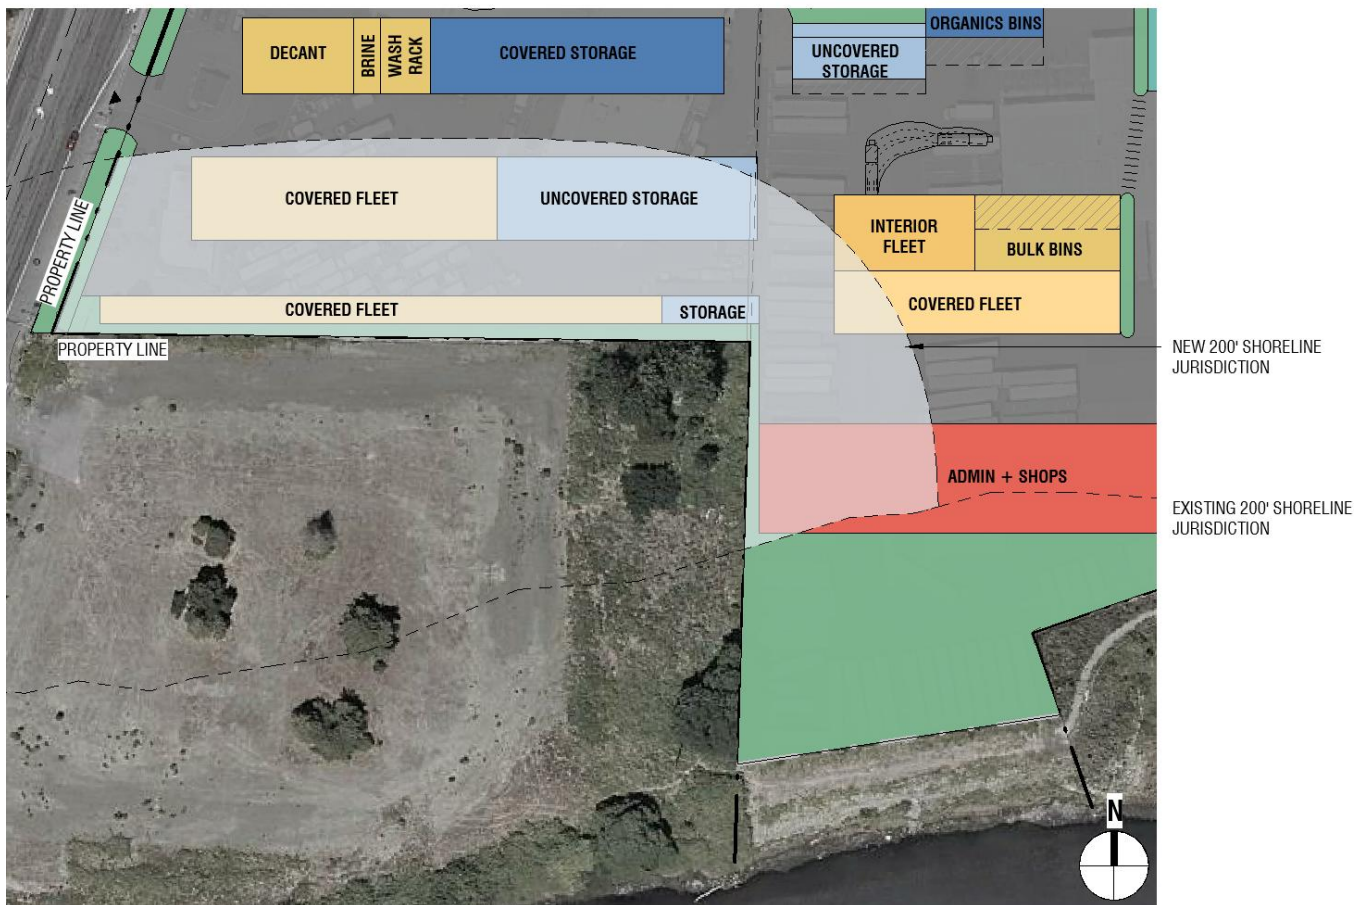 ORGANICS BINS
DECANT
BRINE
WASH
RACK
COVERED STORAGE
UNCOVERED
STORAGE
COVERED FLEET
UNCOVERED STORAGE
INTERIOR
FLEET
BULK BINS
PROPERTY LINE
COVERED FLEET
STORAGE
COVERED FLEET
PROPERTY LINE
NEW 200' SHORELINE
JURISDICTION
ADMIN + SHOPS
EXISTING 200' SHORELINE
JURISDICTION
N